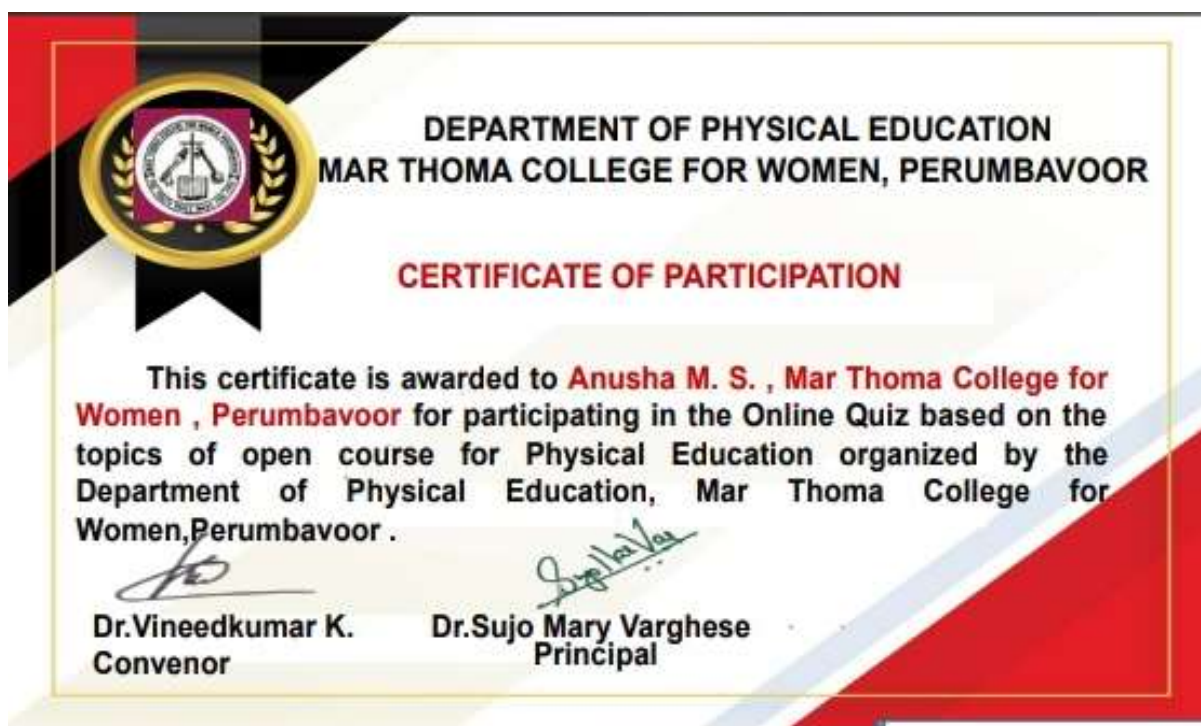 DEPARTMENT OF PHYSICAL EDUCATION
MAR THOMA COLLEGE FOR WOMEN, PERUMBAVOOR
CERTIFICATE OF PARTICIPATION
This certificate is awarded to Anusha M. S. , Mar Thoma College for
Women , Perumbavoor for participating in the Online Quiz based on the
topics of open course for Physical Education organized by the
Department of Physical Education, Mar Thoma College for
Women,Perumbavoor .
Dr.Vineedkumar K.
Convenor
Dr.Sujo Mary Varghese
Principal